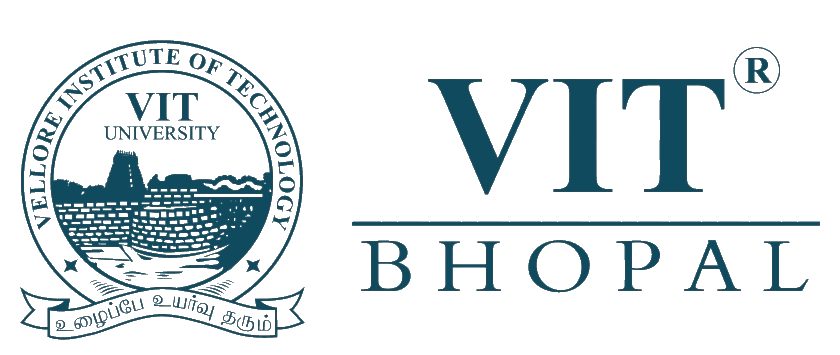 VELLORE INSTITUTE OF TECHNOLOGY
VIT
UNIVERSITY
உழைப்பே உயர்வு தரும்
VIT®
BHOPAL